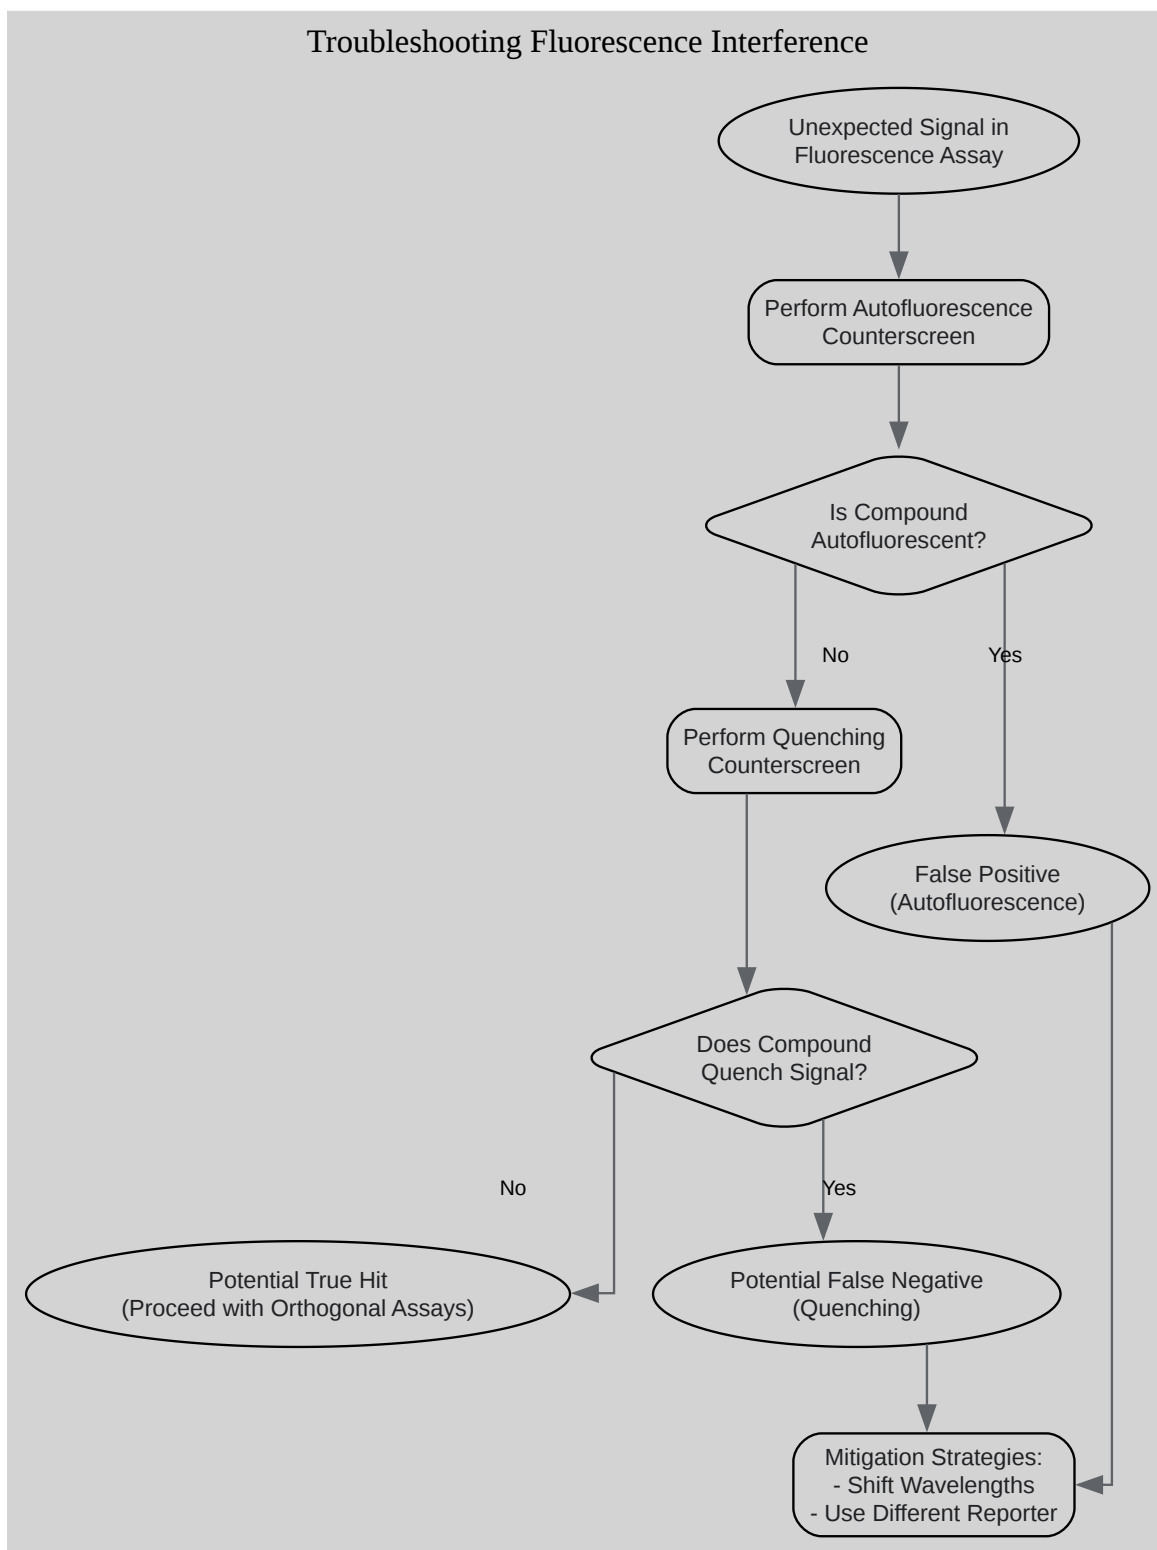 Troubleshooting Fluorescence Interference
Unexpected Signal in
Fluorescence Assay
Perform Autofluorescence
Counterscreen
Is Compound
Autofluorescent?
No
Yes
Perform Quenching
Counterscreen
False Positive
(Autofluorescence)
Does Compound
Quench Signal?
No
Yes
Potential True Hit
(Proceed with Orthogonal Assays)
Potential False Negative
(Quenching)
Mitigation Strategies:
- Shift Wavelengths
- Use Different Reporter